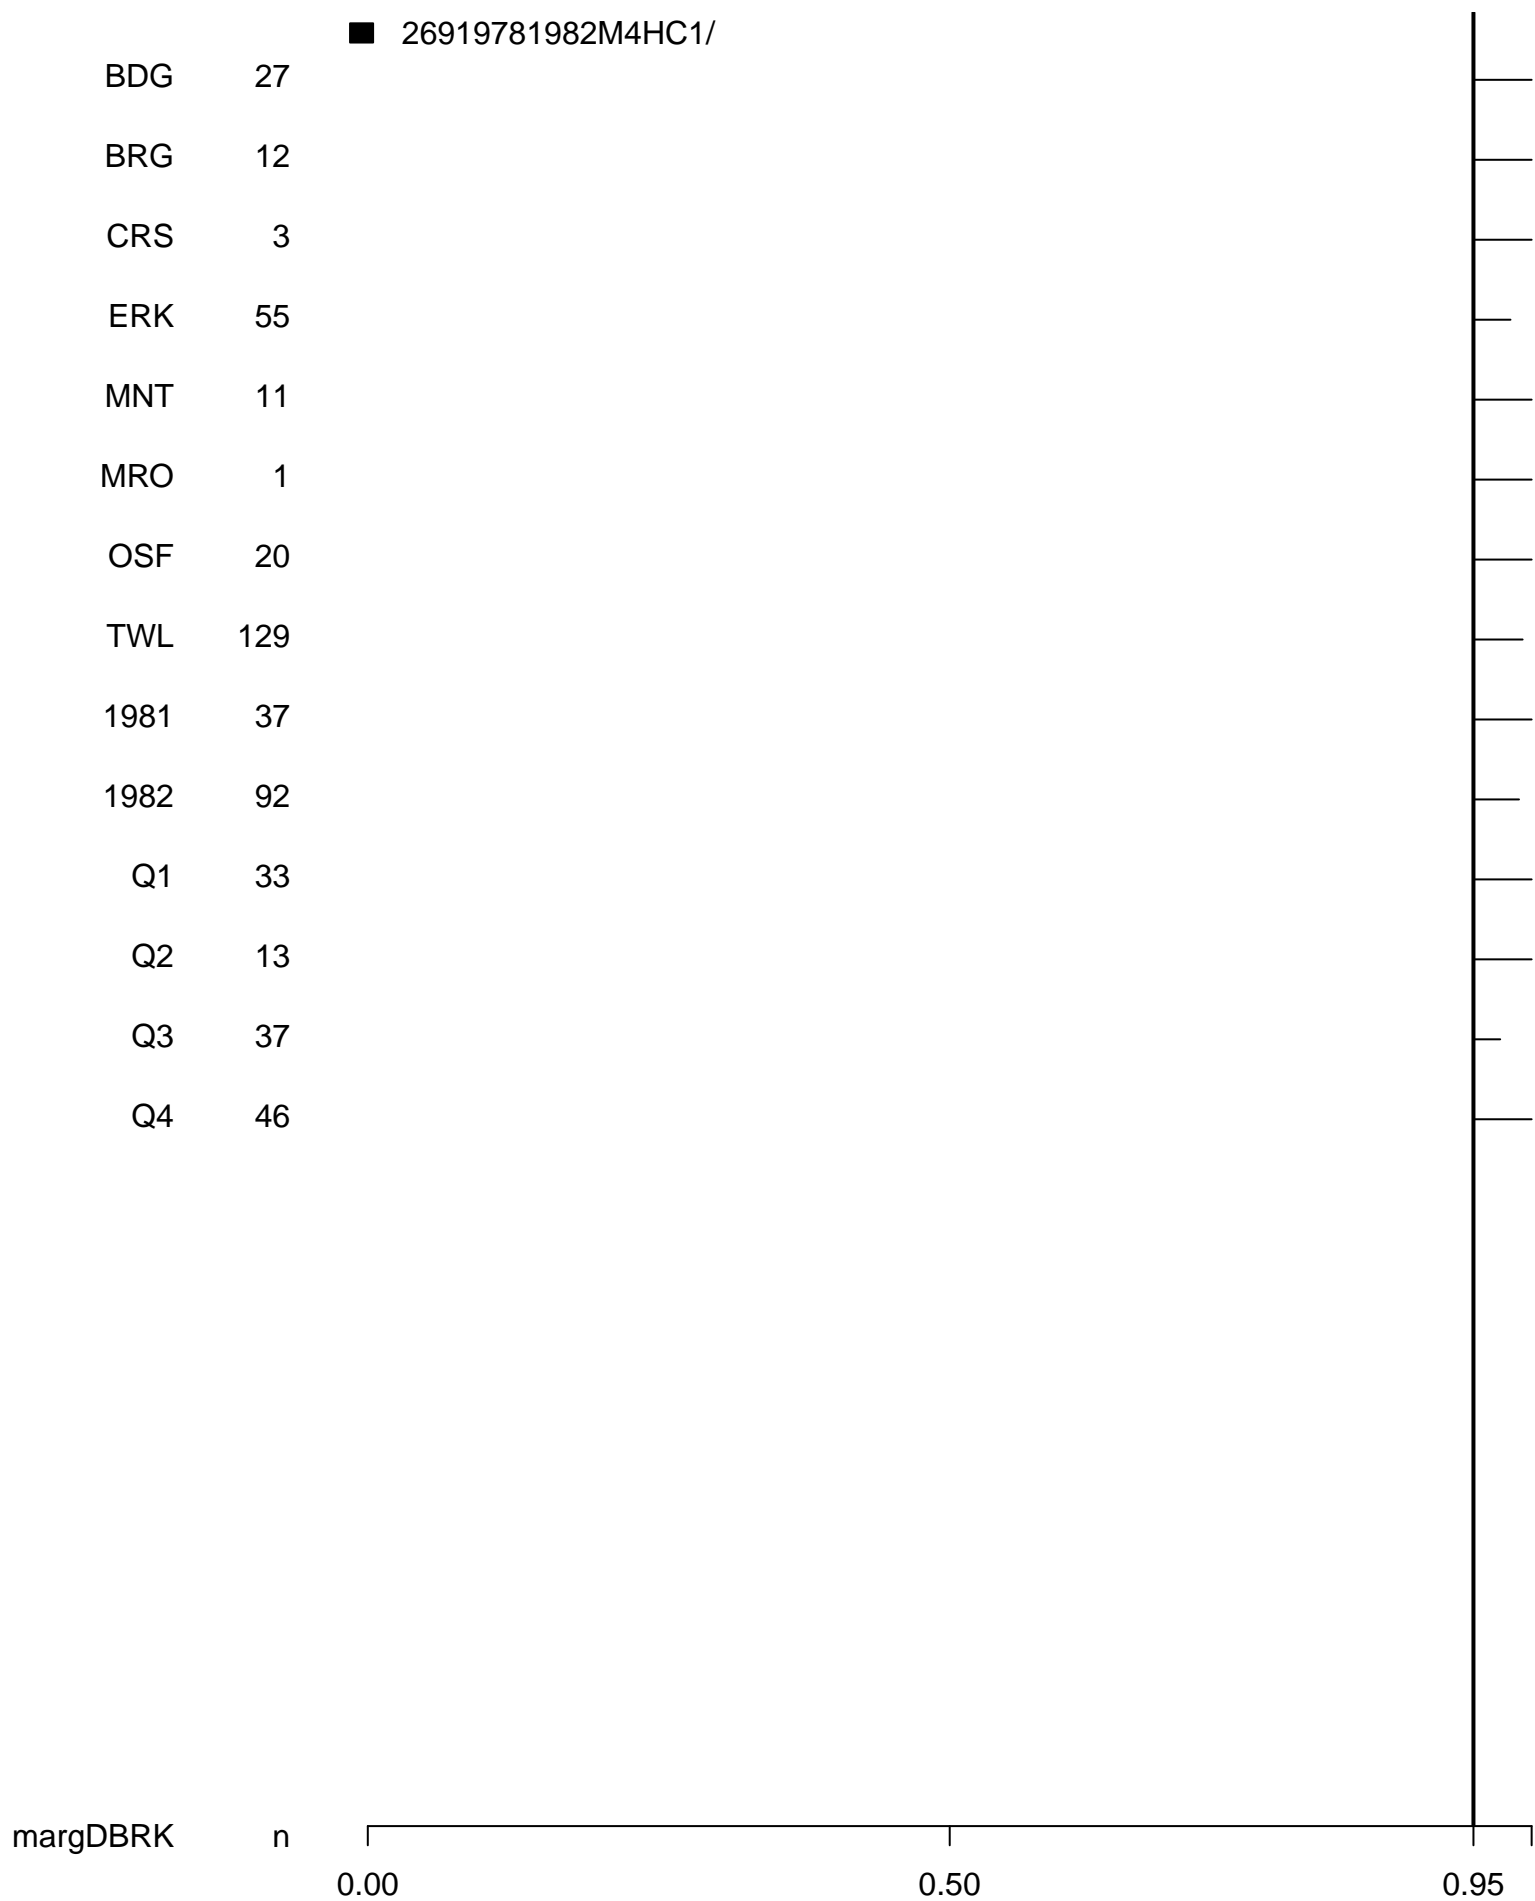 26919781982M4HC1/
BDG 27
BRG 12
CRS 3
ERK 55
MNT 11
MRO 1
OSF 20
TWL 129
1981 37
1982 92
Q1 33
Q2 13
Q3 37
Q4 46
margDBRK n
0.00 0.50 0.95